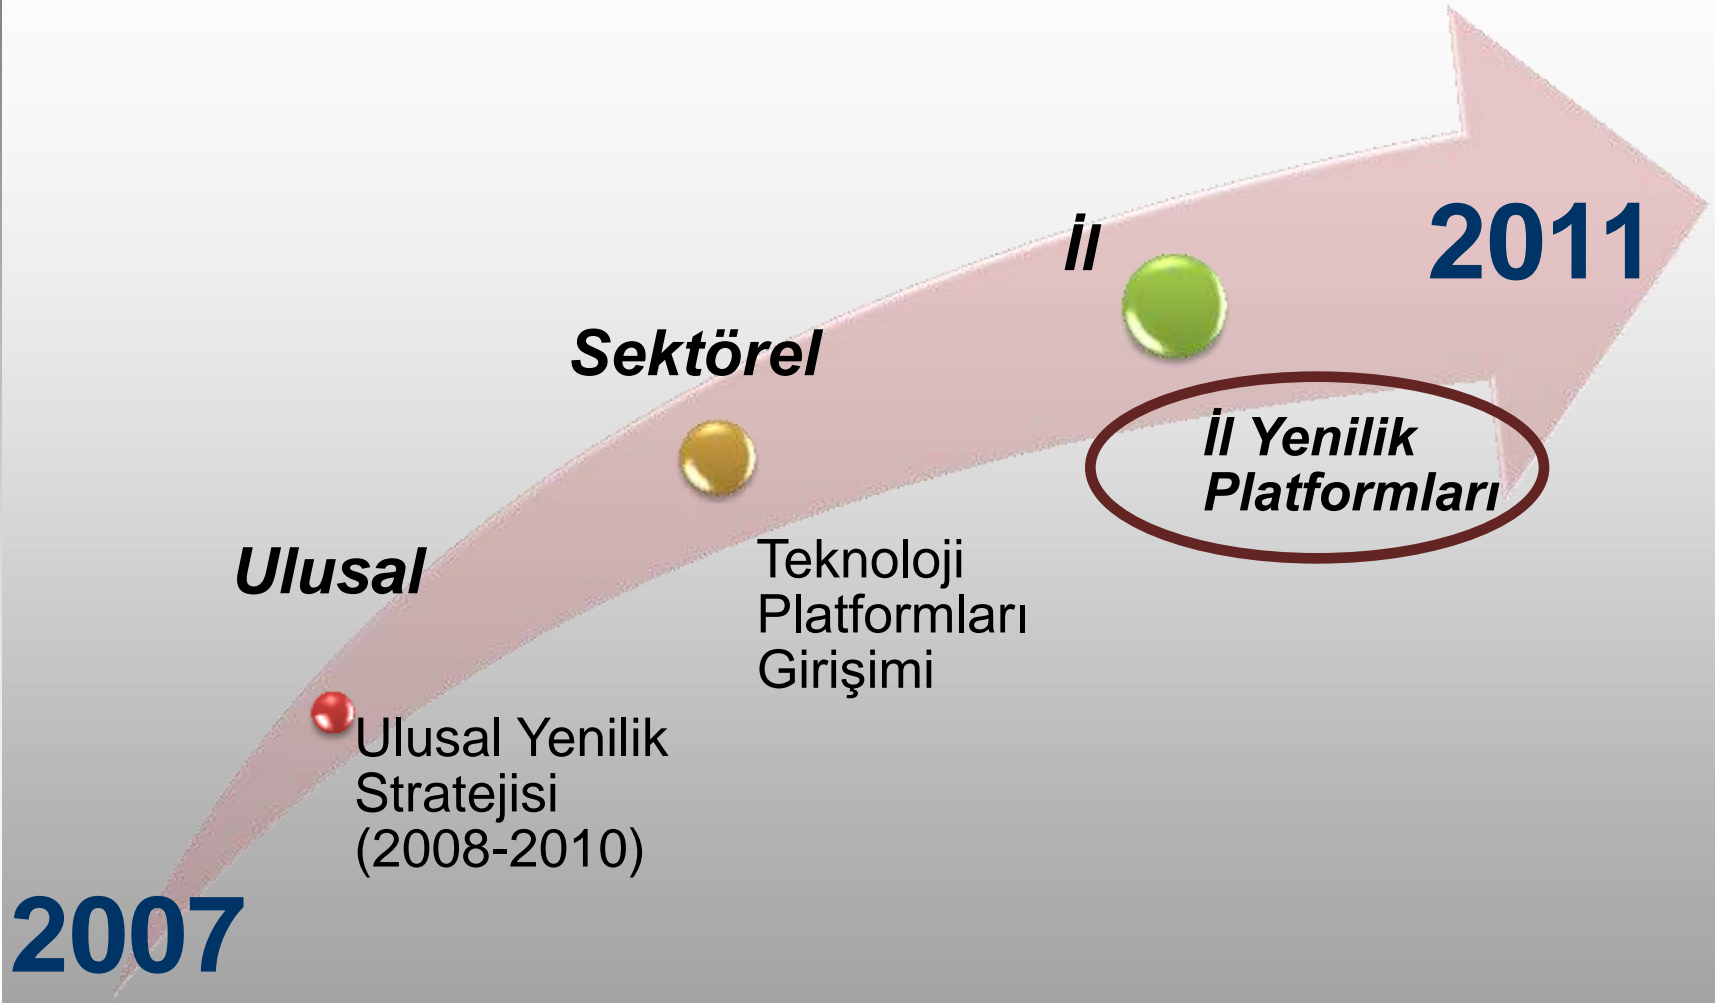 2011
İl
Sektörel
İl Yenilik
Platformları
Ulusal
Teknoloji
Platformları
Girişimi
Ulusal Yenilik
Stratejisi
(2008-2010)
2007